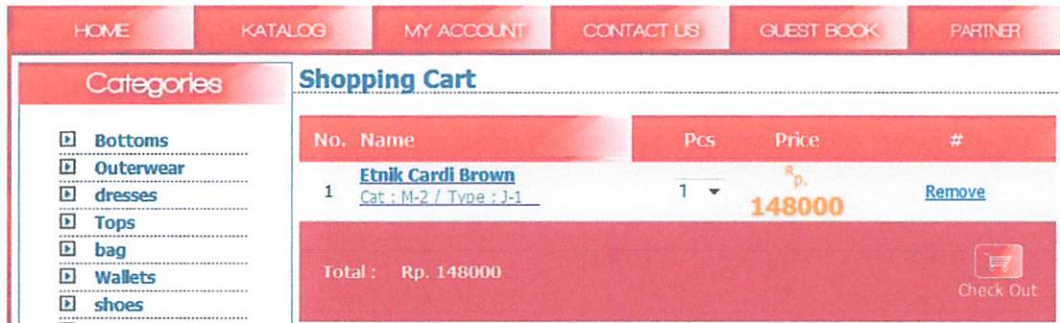 HOME KATALOG MY ACCOUNT CONTACT US GUEST BOOK PARTNER
Categories
Bottoms
Outerwear
dresses
Tops
bag
Wallets
shoes
Shopping Cart
No. Name Pcs Price #
1 Etnik Cardi Brown 1 Rp. 148000 Remove
Cat : M-2 / Type : J-1
Total : Rp. 148000
Check Out